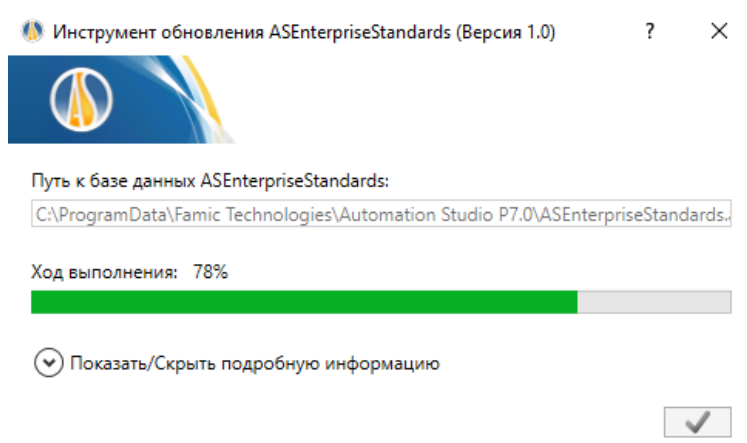 Инструмент обновления ASEnterpriseStandards (Версия 1.0) ?
Путь к базе данных ASEnterpriseStandards:
C:\ProgramData\Famic Technologies\Automation Studio P7.0\ASEnterpriseStandards.
Ход выполнения: 78%
Показать/Скрыть подробную информацию